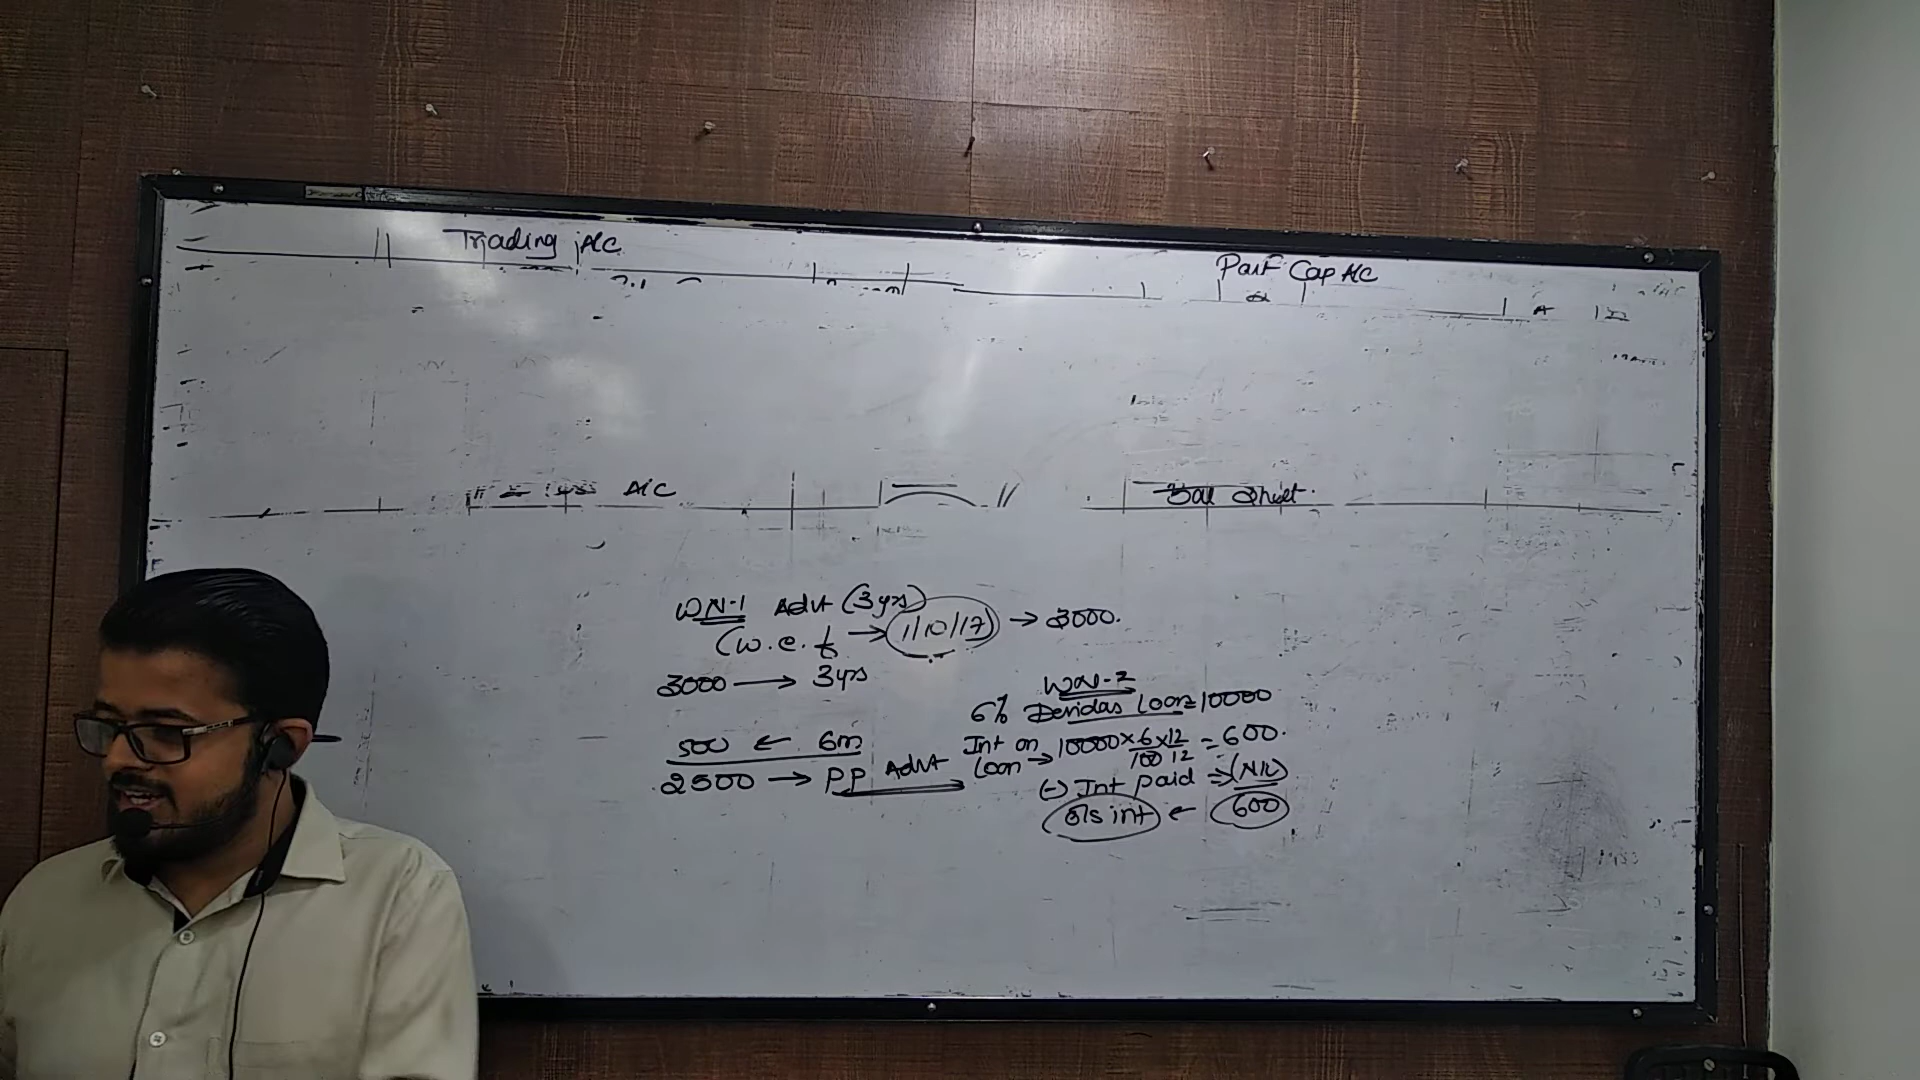 Trading A/C
Part Cap A/C
A/C
Bal Sheet.
WN-1 Advt (3 yrs)
(w.e.f → 1/10/17) → 3000.
3000 → 3yrs
500 ← 6m
2500 → PP Advt
WN-2
6% Devidas Loan = 10000
Int on Loan → 10000 × 6/100 × 12/12 = 600.
(-) Int paid ⇒ (NIL)
o/s int ← 600